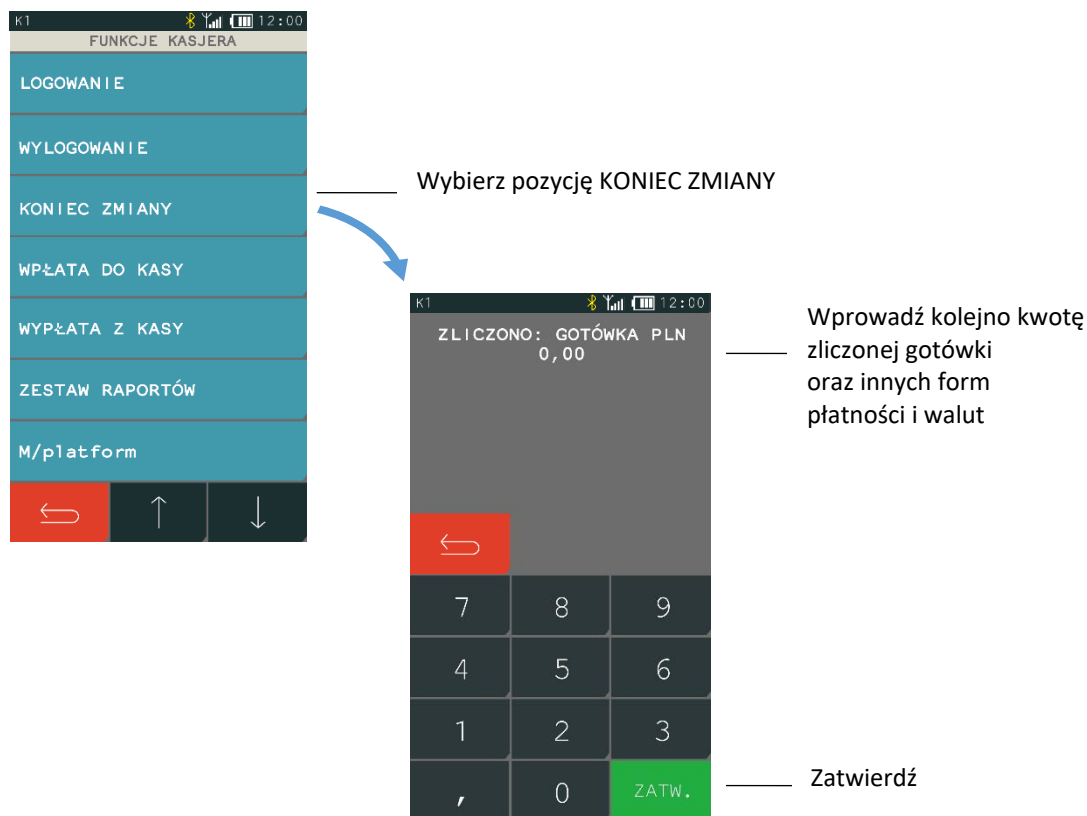 K1 12:00
FUNKCJE KASJERA
LOGOWANIE
WYLOGOWANIE
KONIEC ZMIANY
WPŁATA DO KASY
WYPŁATA Z KASY
ZESTAW RAPORTÓW
M/platform
Wybierz pozycję KONIEC ZMIANY
K1 12:00
ZLICZONO: GOTÓWKA PLN
0,00
7 8 9
4 5 6
1 2 3
, 0 ZATW.
Wprowadź kolejno kwotę
zliczonej gotówki
oraz innych form
płatności i walut
Zatwierdź